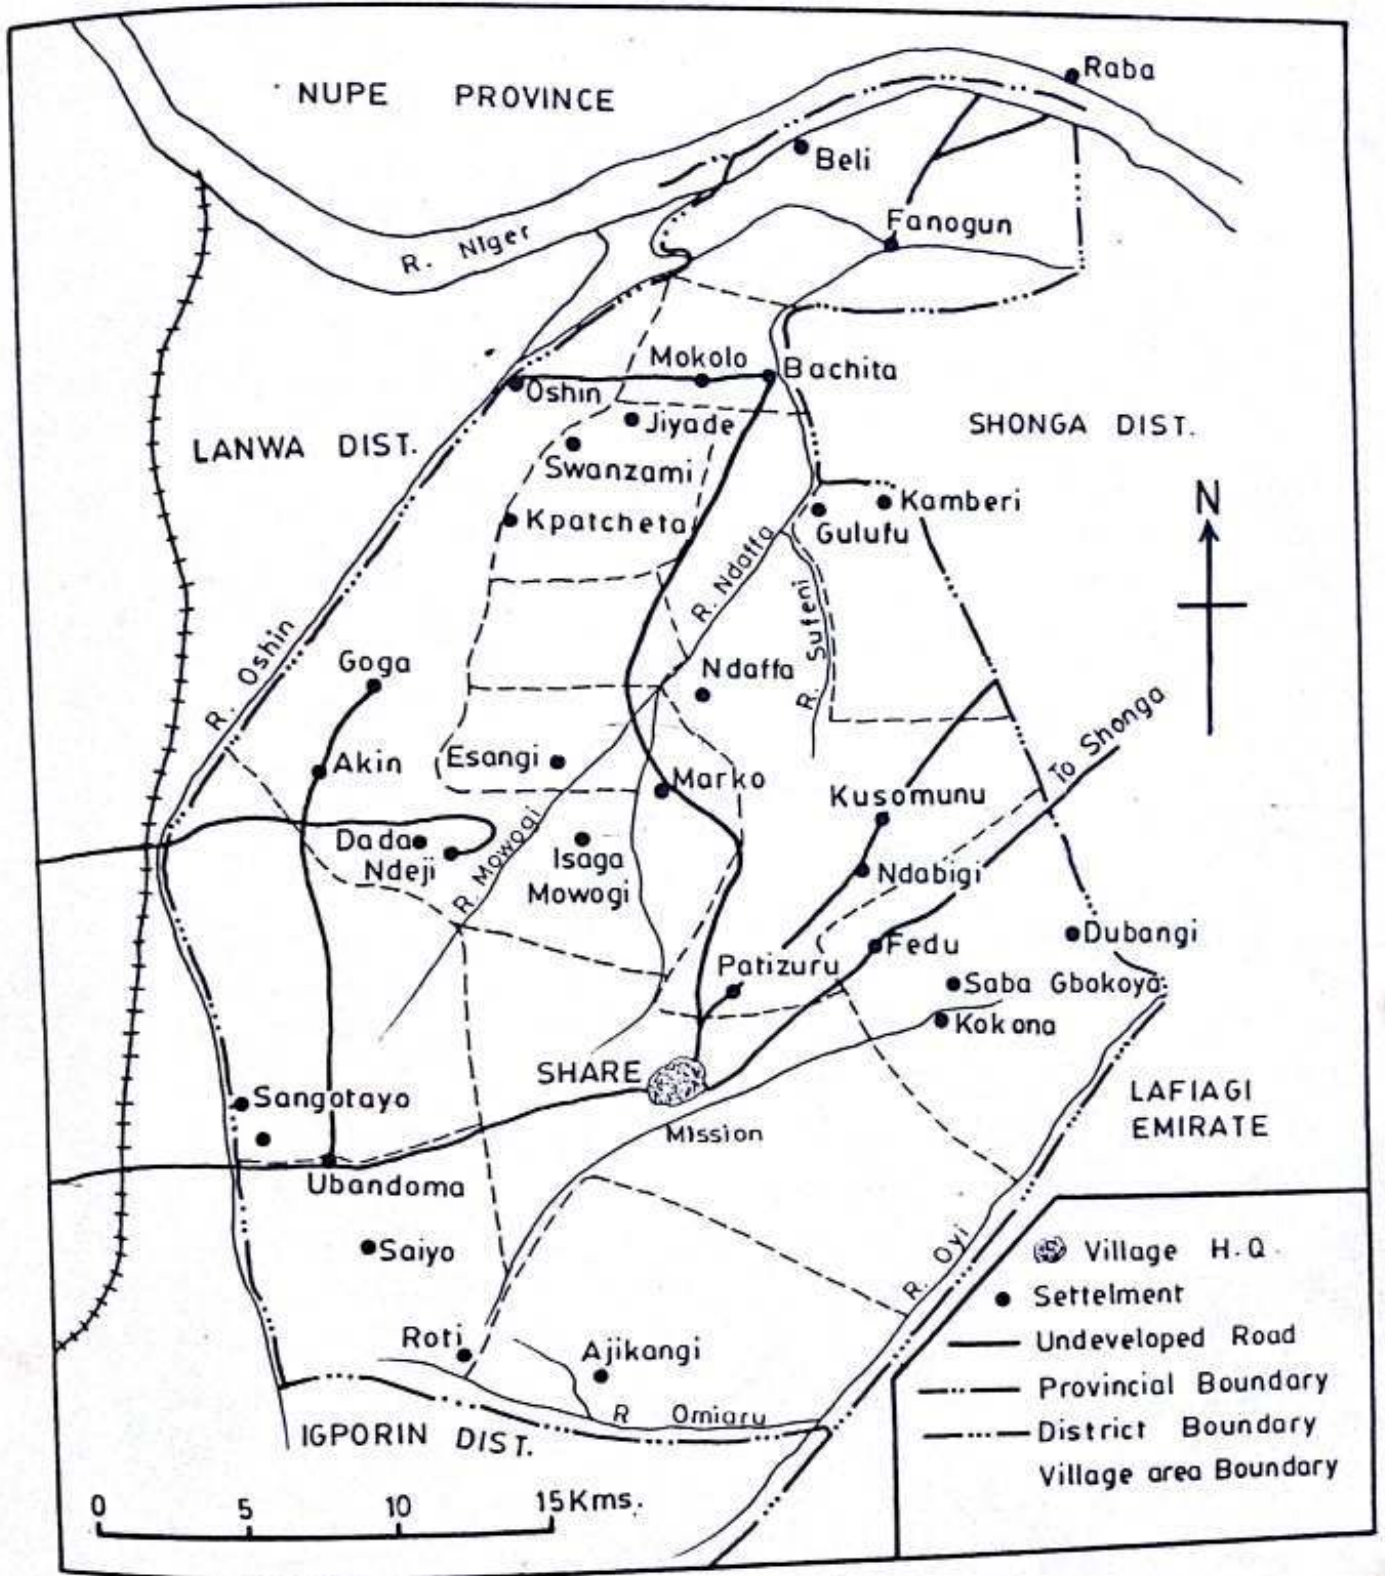 NUPE PROVINCE
Raba
Beli
Fanogun
R. Niger
Mokolo
Bachita
Oshin
Jiyade
LANWA DIST.
SHONGA DIST.
Swanzami
Kpatcheta
Kamberi
Gulufu
N
R. Ndaffa
R. Sufeni
R. Oshin
Goga
Ndaffa
To Shonga
Akin
Esangi
Marko
Kusomunu
Dada
Ndeji
R. Mowogi
Isaga
Mowogi
Ndabigi
Fedu
Dubangi
Patizuru
Saba Gbokoya
Kokona
SHARE
Sangotayo
Mission
LAFIAGI
EMIRATE
Ubandoma
Saiyo
R. Oyi
Roti
Ajikangi
R Omiaru
IGPORIN DIST.
Village H.Q.
Settelment
Undeveloped Road
Provincial Boundary
District Boundary
Village area Boundary
0 5 10 15Kms.